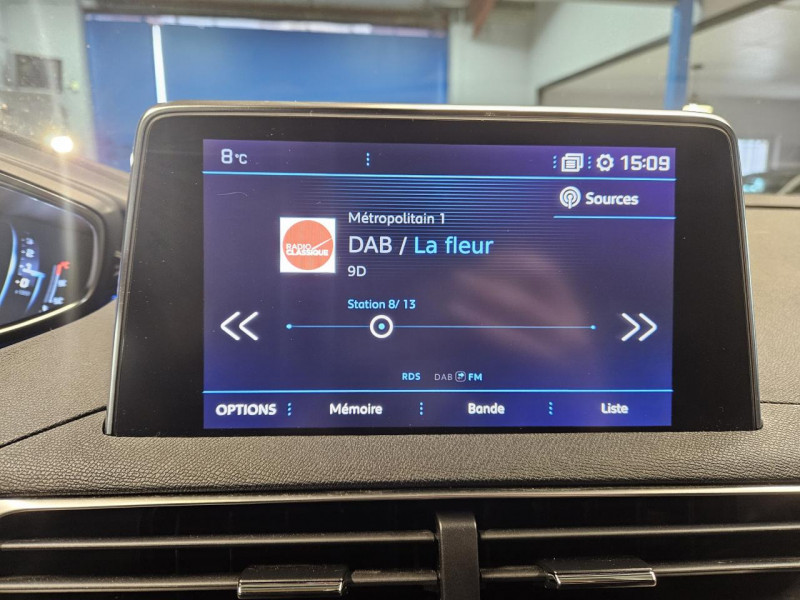 8°C
15:09
Sources
Métropolitain 1
RADIO
CLASSIQUE
DAB / La fleur
9D
Station 8/ 13
RDS DAB FM
OPTIONS Mémoire Bande Liste